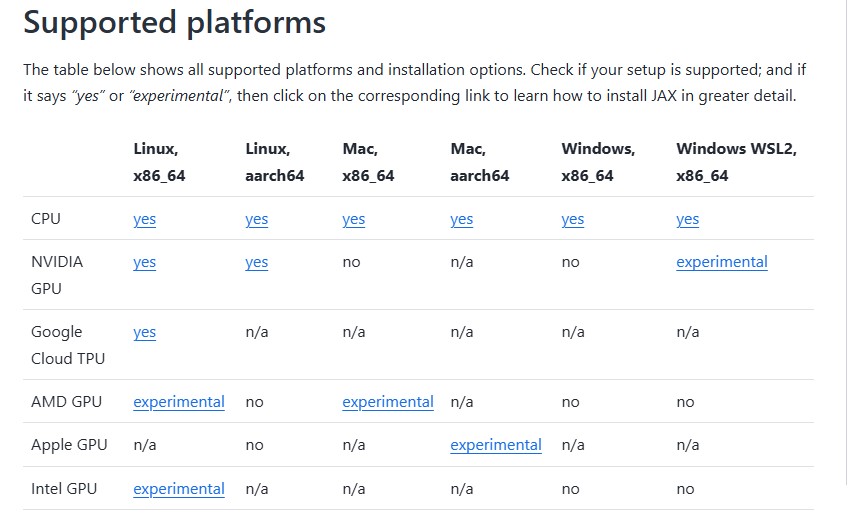 Supported platforms
The table below shows all supported platforms and installation options. Check if your setup is supported; and if
it says “yes” or “experimental”, then click on the corresponding link to learn how to install JAX in greater detail.
Linux, Linux, Mac, Mac, Windows, Windows WSL2,
x86_64 aarch64 x86_64 aarch64 x86_64 x86_64
CPU yes yes yes yes yes yes
NVIDIA yes yes no n/a no experimental
GPU
Google yes n/a n/a n/a n/a n/a
Cloud TPU
AMD GPU experimental no experimental n/a no no
Apple GPU n/a no n/a experimental n/a n/a
Intel GPU experimental n/a n/a n/a no no